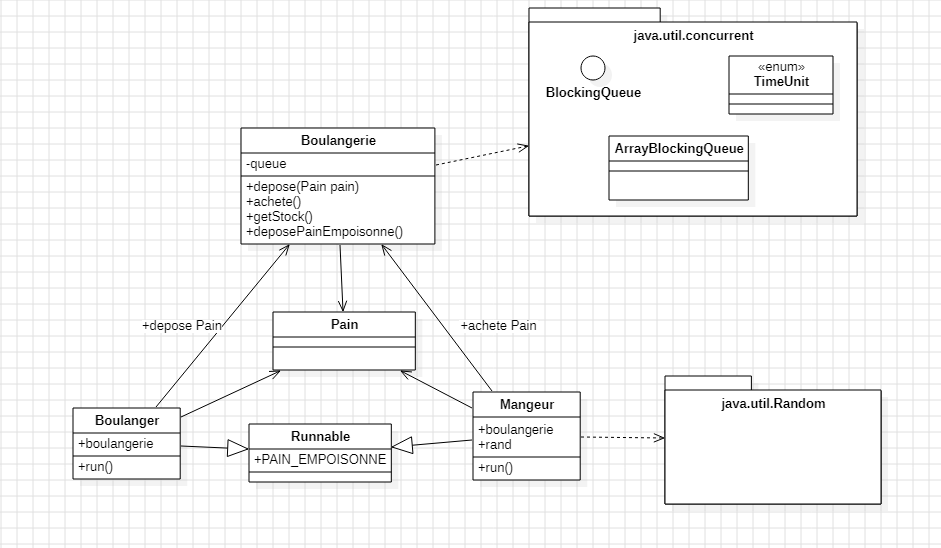 java.util.concurrent
BlockingQueue
«enum»
TimeUnit
ArrayBlockingQueue
Boulangerie
-queue
+depose(Pain pain)
+achete()
+getStock()
+deposePainEmpoisonne()
+depose Pain
+achete Pain
Pain
Boulanger
+boulangerie
+run()
Runnable
+PAIN_EMPOISONNE
Mangeur
+boulangerie
+rand
+run()
java.util.Random